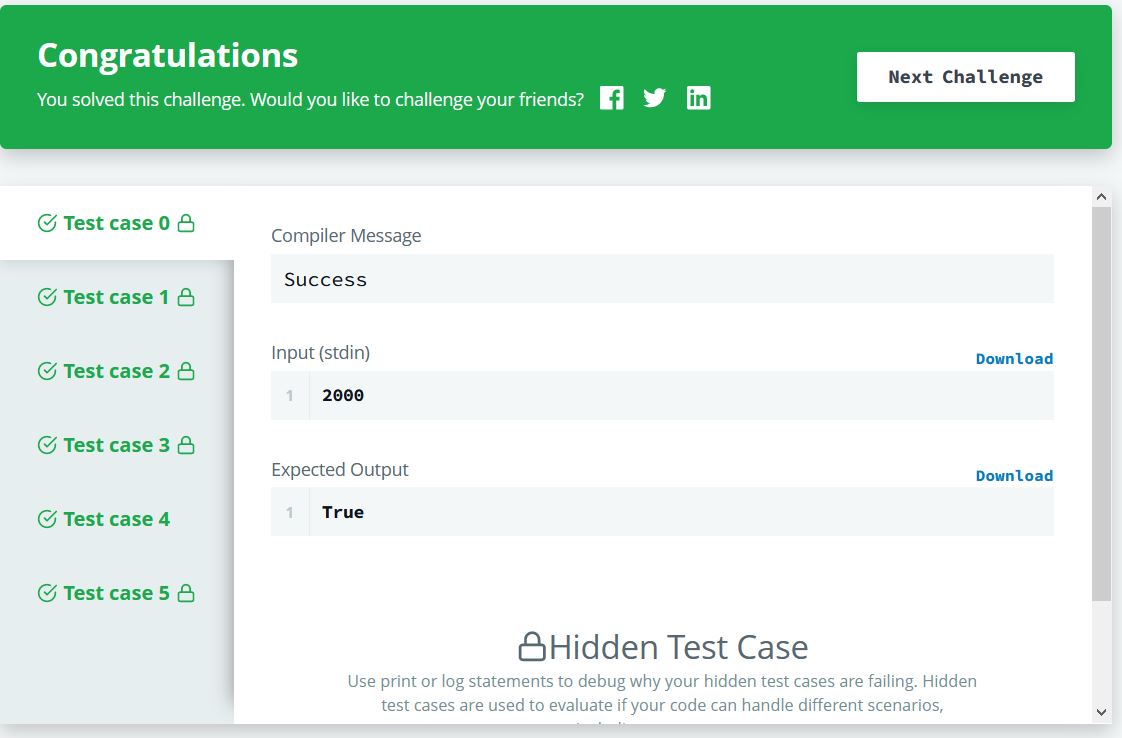 Congratulations
You solved this challenge. Would you like to challenge your friends?
Next Challenge
Test case 0
Test case 1
Test case 2
Test case 3
Test case 4
Test case 5
Compiler Message
Success
Input (stdin)
Download
1 2000
Expected Output
Download
1 True
Hidden Test Case
Use print or log statements to debug why your hidden test cases are failing. Hidden
test cases are used to evaluate if your code can handle different scenarios,